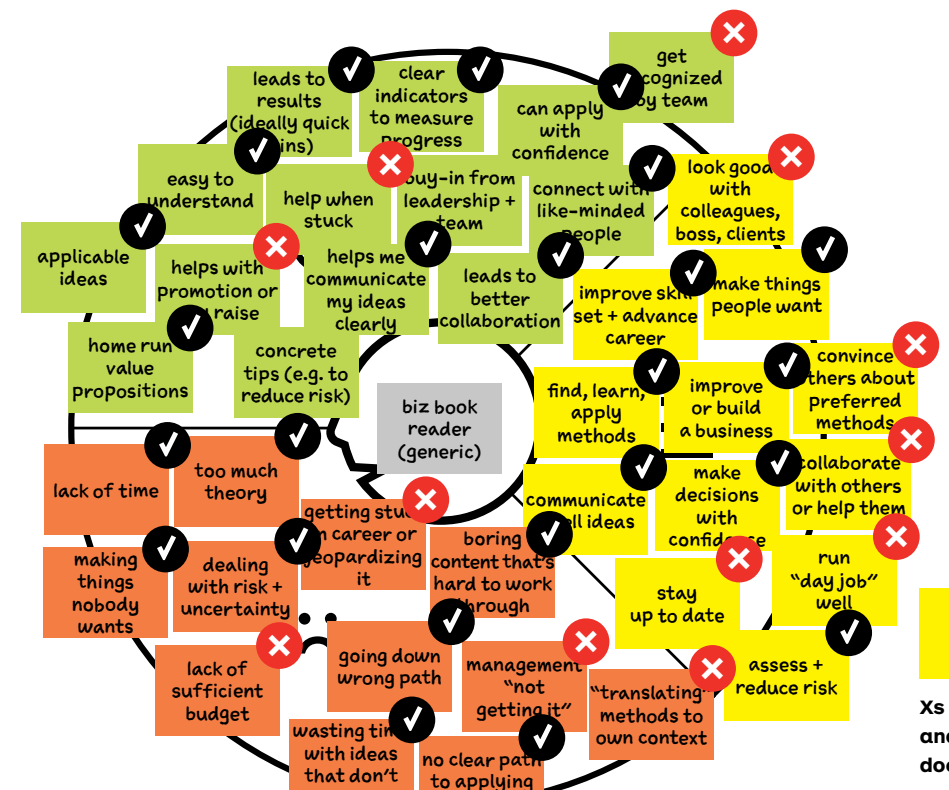 get
recognized
by team
leads to
results
(ideally quick
wins)
clear
indicators
to measure
progress
can apply
with
confidence
easy to
understand
help when
stuck
buy-in from
leadership +
team
connect with
like-minded
people
look good
with
colleagues,
boss, clients
applicable
ideas
helps with
promotion or
raise
helps me
communicate
my ideas
clearly
leads to
better
collaboration
improve skill
set + advance
career
make things
people want
home run
value
propositions
concrete
tips (e.g. to
reduce risk)
biz book
reader
(generic)
find, learn,
apply
methods
improve
or build
a business
convince
others about
preferred
methods
lack of time
too much
theory
getting stuck
in career or
jeopardizing
it
boring
content that's
hard to work
through
communicate
sell ideas
make
decisions
with
confidence
collaborate
with others
or help them
making
things
nobody
wants
dealing
with risk +
uncertainty
stay
up to date
run
"day job"
well
lack of
sufficient
budget
going down
wrong path
management
"not
getting it"
"translating"
methods to
own context
assess +
reduce risk
wasting time
with ideas
that don't
no clear path
to applying
Xs